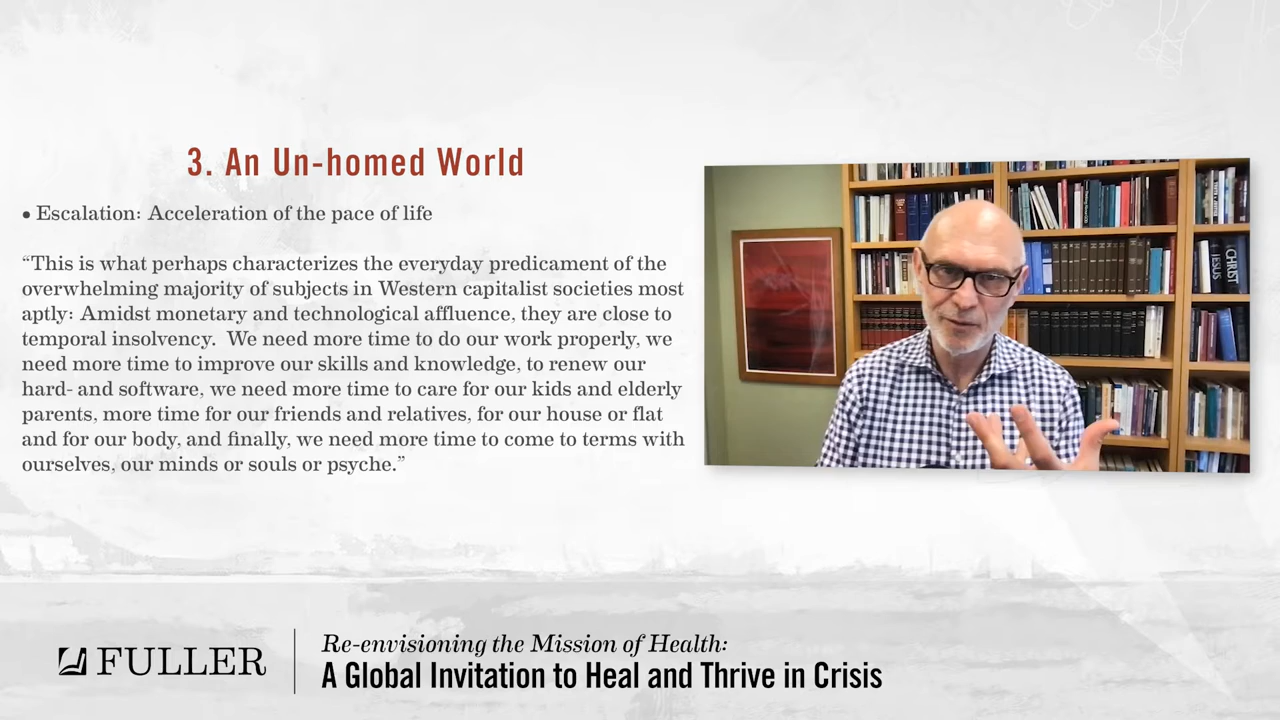 3. An Un-homed World
• Escalation: Acceleration of the pace of life
“This is what perhaps characterizes the everyday predicament of the
overwhelming majority of subjects in Western capitalist societies most
aptly: Amidst monetary and technological affluence, they are close to
temporal insolvency.  We need more time to do our work properly, we
need more time to improve our skills and knowledge, to renew our
hard- and software, we need more time to care for our kids and elderly
parents, more time for our friends and relatives, for our house or flat
and for our body, and finally, we need more time to come to terms with
ourselves, our minds or souls or psyche.”
CHRIST
JESUS
FULLER
Re-envisioning the Mission of Health:
A Global Invitation to Heal and Thrive in Crisis